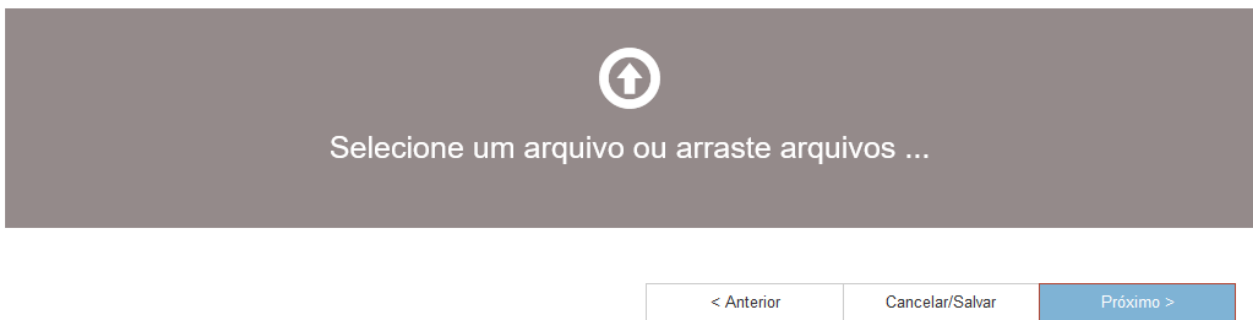 Selecione um arquivo ou arraste arquivos ...
< Anterior
Cancelar/Salvar
Próximo >